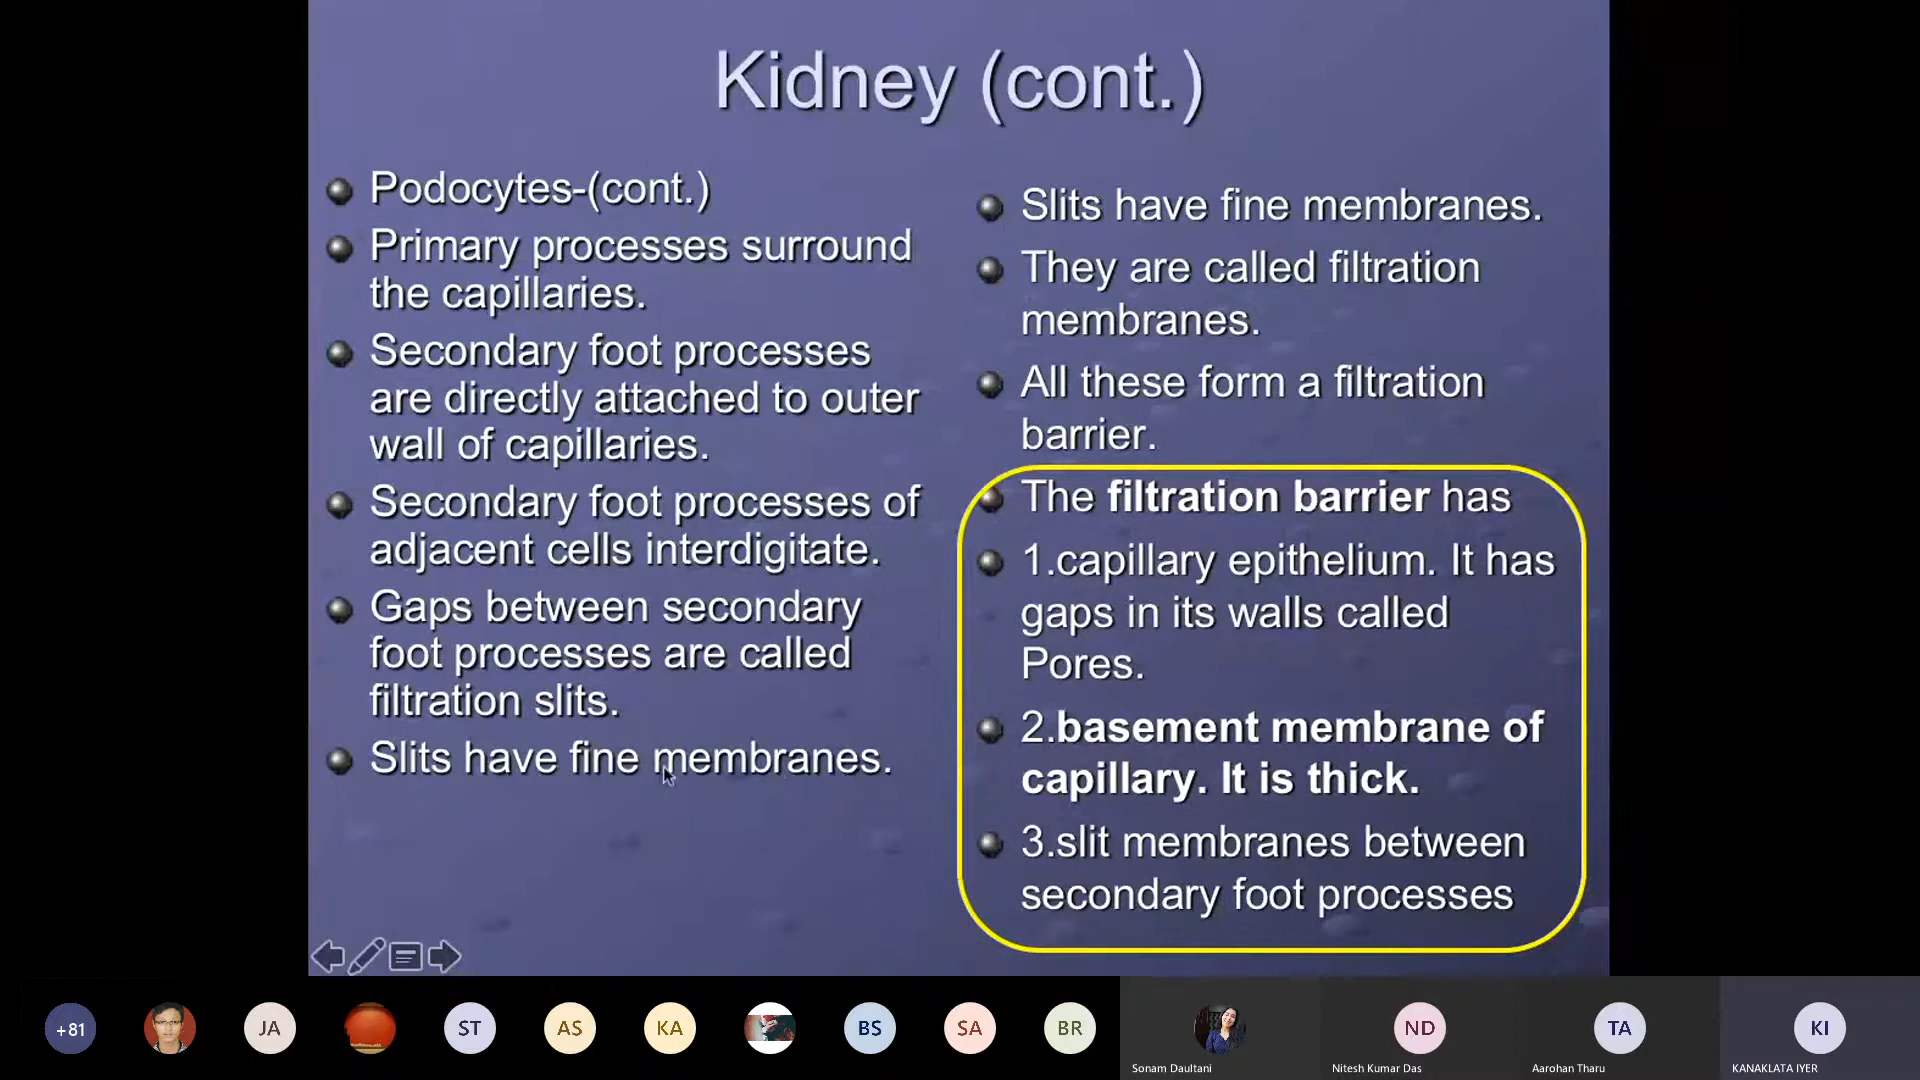 Kidney (cont.)
Podocytes-(cont.)
Primary processes surround
the capillaries.
Secondary foot processes
are directly attached to outer
wall of capillaries.
Secondary foot processes of
adjacent cells interdigitate.
Gaps between secondary
foot processes are called
filtration slits.
Slits have fine membranes.
Slits have fine membranes.
They are called filtration
membranes.
All these form a filtration
barrier.
The filtration barrier has
1.capillary epithelium. It has
gaps in its walls called
Pores.
2.basement membrane of
capillary. It is thick.
3.slit membranes between
secondary foot processes
+81
JA
ST
AS
KA
BS
SA
BR
Sonam Daultani
ND
Nitesh Kumar Das
TA
Aarohan Tharu
KI
KANAKLATA IYER